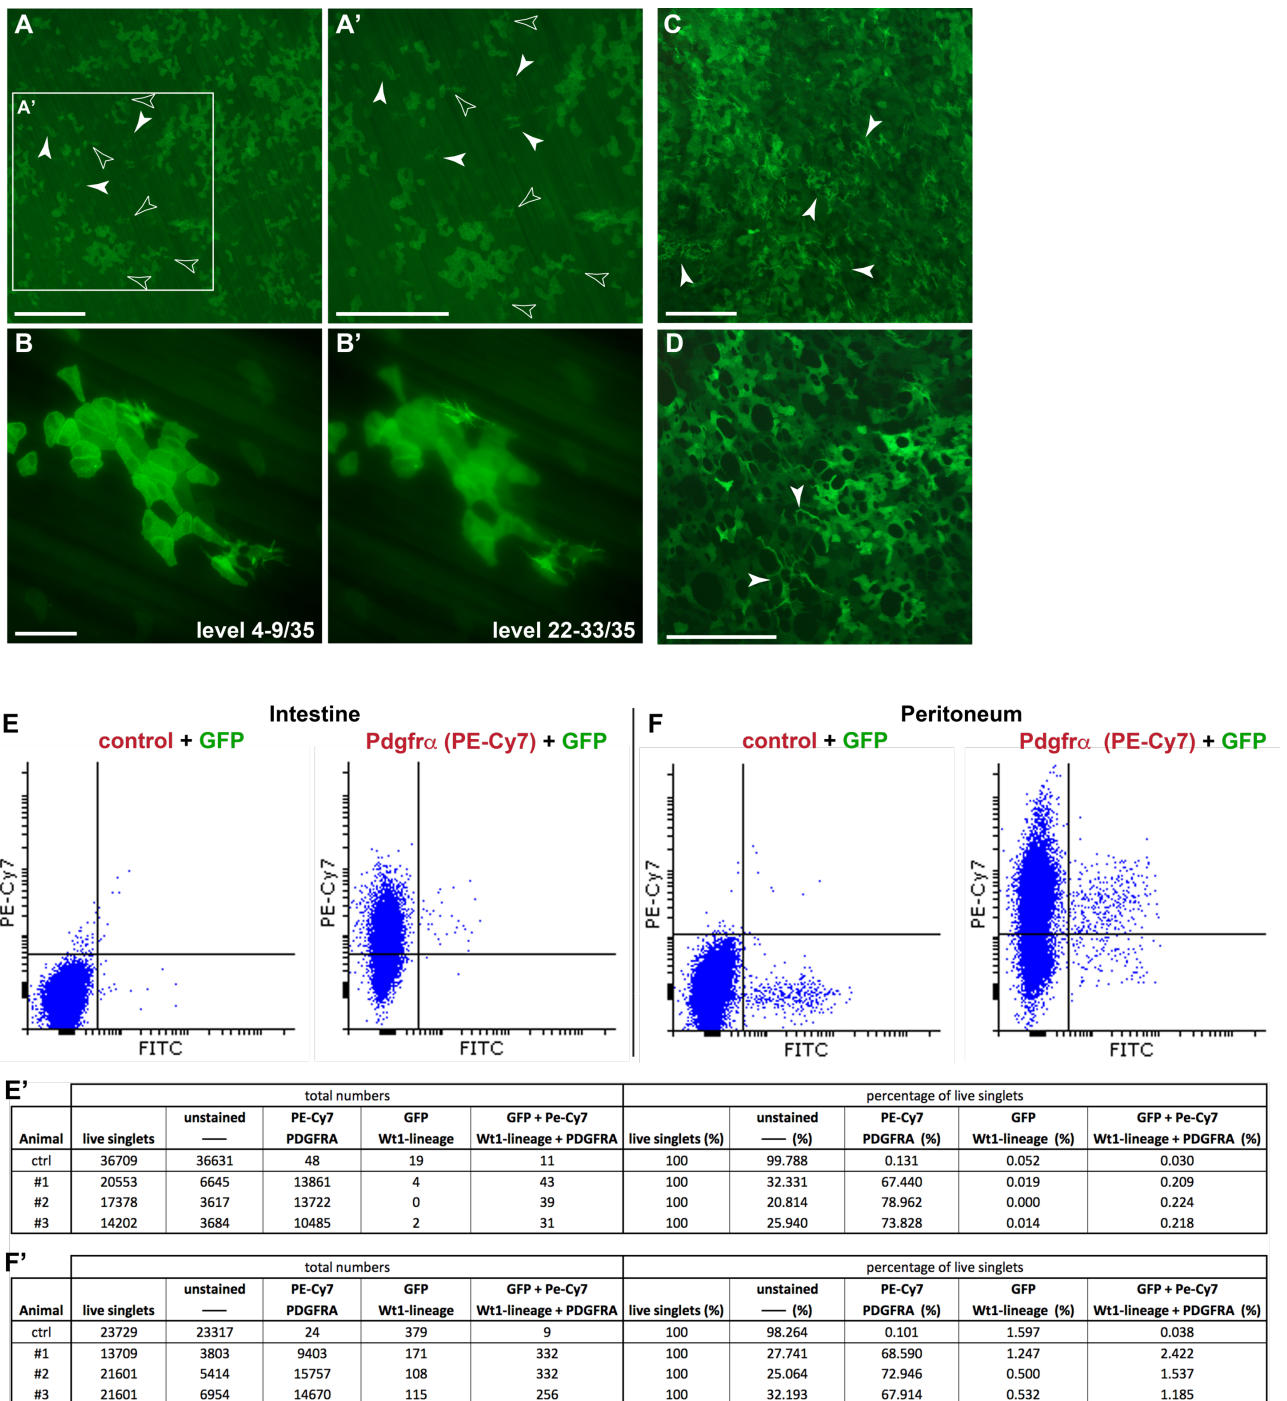 A
A'
C
A'
B
B'
D
level 4-9/35
level 22-33/35
E
Intestine
F
Peritoneum
control + GFP
Pdgfrα (PE-Cy7) + GFP
control + GFP
Pdgfrα (PE-Cy7) + GFP
PE-Cy7
PE-Cy7
PE-Cy7
PE-Cy7
FITC
FITC
FITC
FITC
E'
total numbers percentage of live singlets
unstained PE-Cy7 GFP GFP + Pe-Cy7 unstained PE-Cy7 GFP GFP + Pe-Cy7
Animal live singlets —— PDGFRA Wt1-lineage Wt1-lineage + PDGFRA live singlets (%) —— (%) PDGFRA (%) Wt1-lineage (%) Wt1-lineage + PDGFRA (%)
ctrl 36709 36631 48 19 11 100 99.788 0.131 0.052 0.030
#1 20553 6645 13861 4 43 100 32.331 67.440 0.019 0.209
#2 17378 3617 13722 0 39 100 20.814 78.962 0.000 0.224
#3 14202 3684 10485 2 31 100 25.940 73.828 0.014 0.218
F'
total numbers percentage of live singlets
unstained PE-Cy7 GFP GFP + Pe-Cy7 unstained PE-Cy7 GFP GFP + Pe-Cy7
Animal live singlets —— PDGFRA Wt1-lineage Wt1-lineage + PDGFRA live singlets (%) —— (%) PDGFRA (%) Wt1-lineage (%) Wt1-lineage + PDGFRA (%)
ctrl 23729 23317 24 379 9 100 98.264 0.101 1.597 0.038
#1 13709 3803 9403 171 332 100 27.741 68.590 1.247 2.422
#2 21601 5414 15757 108 332 100 25.064 72.946 0.500 1.537
#3 21601 6954 14670 115 256 100 32.193 67.914 0.532 1.185